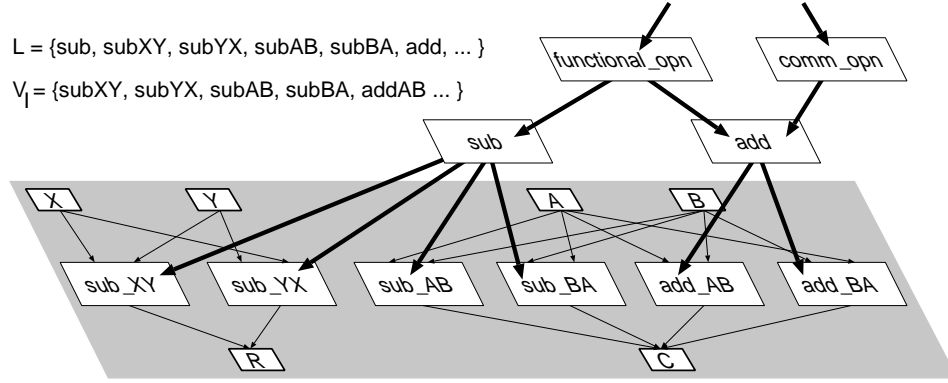 L = {sub, subXY, subYX, subAB, subBA, add, ... }
functional_opn comm_opn
V_l = {subXY, subYX, subAB, subBA, addAB ... }
sub add
X Y A B
sub_XY sub_YX sub_AB sub_BA add_AB add_BA
R C